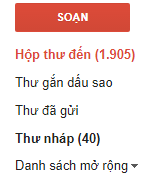 SOẠN
Hộp thư đến (1.905)
Thư gắn dấu sao
Thư đã gửi
Thư nháp (40)
Danh sách mở rộng